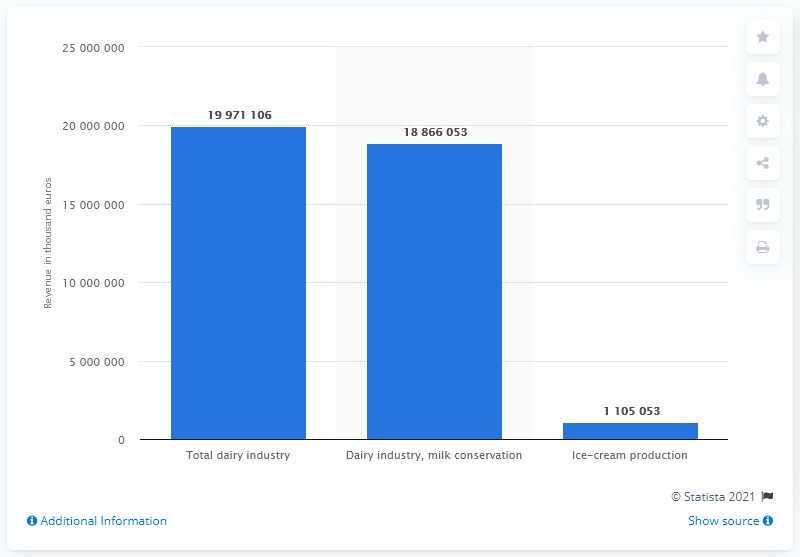 25 000 000
20 000 000
15 000 000
10 000 000
5 000 000
0
Revenue in thousand euros
19 971 106
18 866 053
1 105 053
Total dairy industry
Dairy industry, milk conservation
Ice-cream production
© Statista 2021
Additional Information
Show source